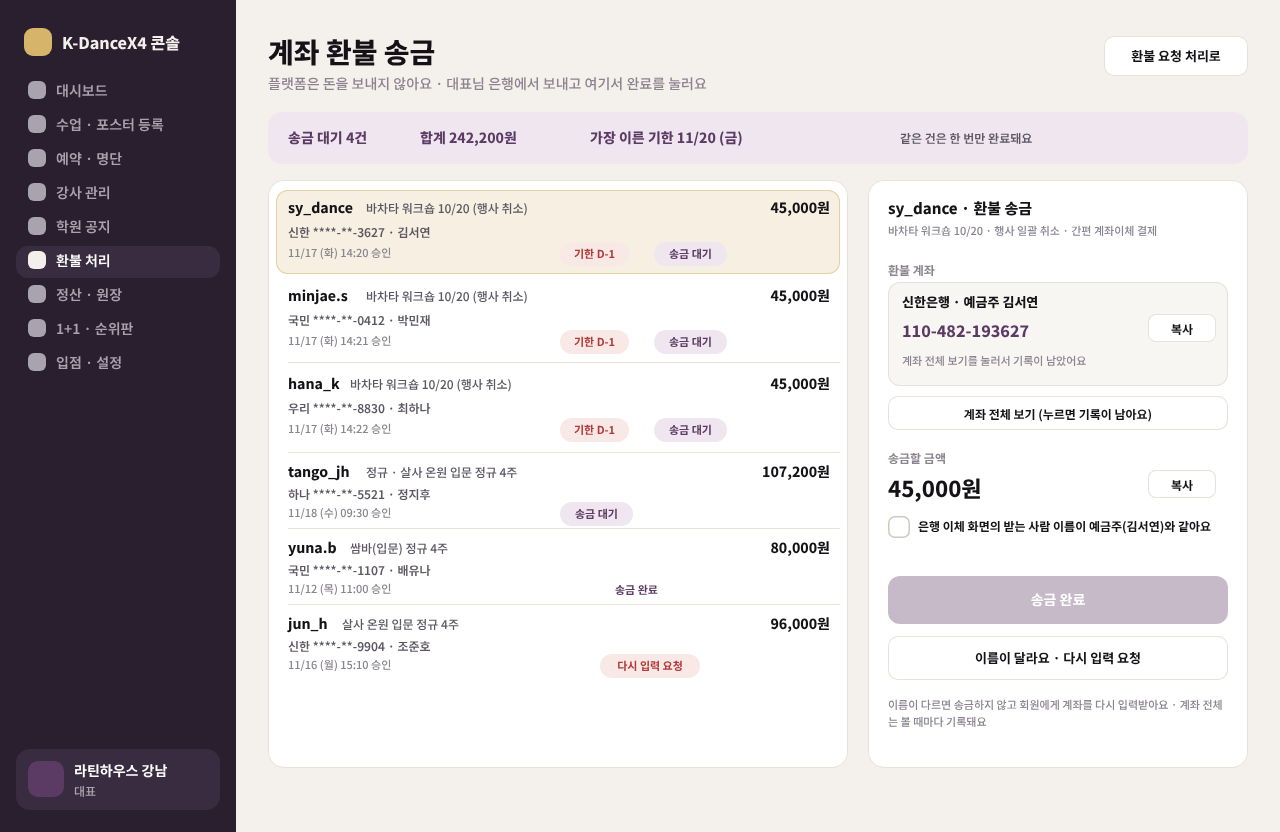 K-DanceX4 콘솔
대시보드
수업 · 포스터 등록
예약 · 명단
강사 관리
학원 공지
환불 처리
정산 · 원장
1+1 · 순위판
입점 · 설정
라틴하우스 강남
대표
계좌 환불 송금
플랫폼은 돈을 보내지 않아요 · 대표님 은행에서 보내고 여기서 완료를 눌러요
환불 요청 처리로
송금 대기 4건 합계 242,200원 가장 이른 기한 11/20 (금) 같은 건은 한 번만 완료돼요
sy_dance 바차타 워크숍 10/20 (행사 취소) 45,000원
신한 ****-**-3627 · 김서연
11/17 (화) 14:20 승인 기한 D-1 송금 대기
minjae.s 바차타 워크숍 10/20 (행사 취소) 45,000원
국민 ****-**-0412 · 박민재
11/17 (화) 14:21 승인 기한 D-1 송금 대기
hana_k 바차타 워크숍 10/20 (행사 취소) 45,000원
우리 ****-**-8830 · 최하나
11/17 (화) 14:22 승인 기한 D-1 송금 대기
tango_jh 정규 · 살사 온원 입문 정규 4주 107,200원
하나 ****-**-5521 · 정지후
11/18 (수) 09:30 승인 송금 대기
yuna.b 쌈바(입문) 정규 4주 80,000원
국민 ****-**-1107 · 배유나
11/12 (목) 11:00 승인 송금 완료
jun_h 살사 온원 입문 정규 4주 96,000원
신한 ****-**-9904 · 조준호
11/16 (월) 15:10 승인 다시 입력 요청
sy_dance · 환불 송금
바차타 워크숍 10/20 · 행사 일괄 취소 · 간편 계좌이체 결제
환불 계좌
신한은행 · 예금주 김서연
110-482-193627 복사
계좌 전체 보기를 눌러서 기록이 남았어요
계좌 전체 보기 (누르면 기록이 남아요)
송금할 금액
45,000원 복사
은행 이체 화면의 받는 사람 이름이 예금주(김서연)와 같아요
송금 완료
이름이 달라요 · 다시 입력 요청
이름이 다르면 송금하지 않고 회원에게 계좌를 다시 입력받아요 · 계좌 전체
는 볼 때마다 기록돼요